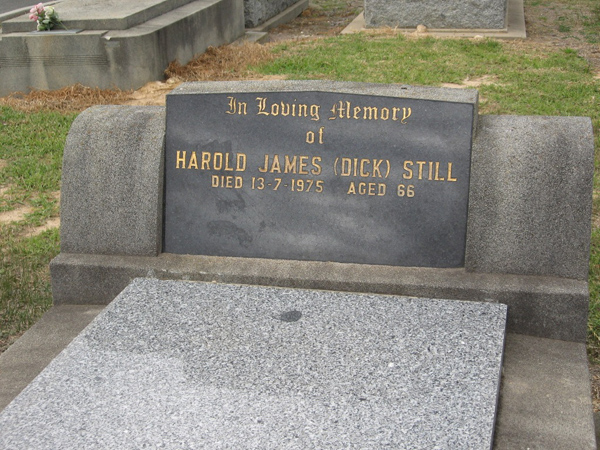 In Loving Memory
of
HAROLD JAMES (DICK) STILL
DIED 13-7-1975 AGED 66